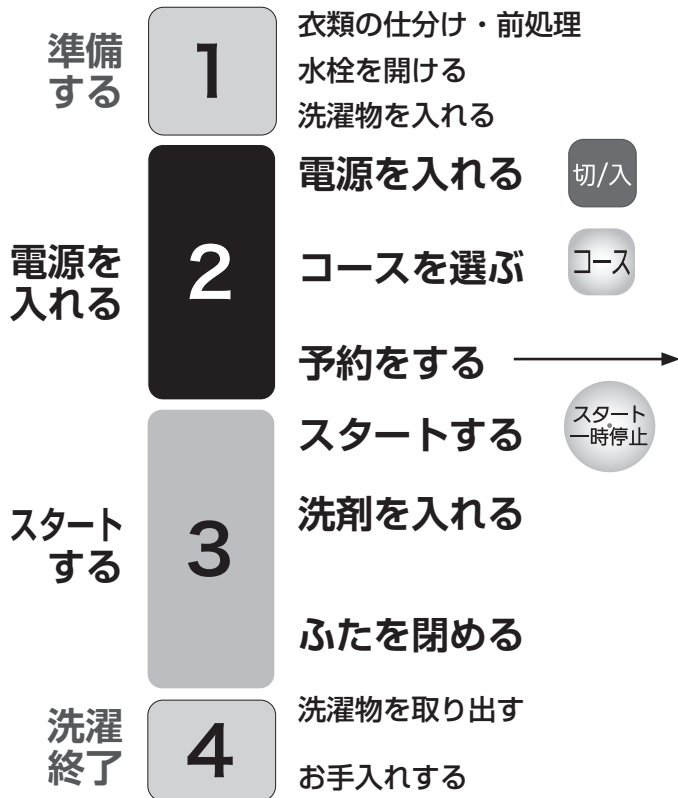 準備
する
1
衣類の仕分け・前処理
水栓を開ける
洗濯物を入れる
電源を
入れる
2
電源を入れる
切/入
コースを選ぶ
コース
予約をする
スタート
する
3
スタートする
スタート
・
一時停止
洗剤を入れる
ふたを閉める
洗濯
終了
4
洗濯物を取り出す
お手入れする